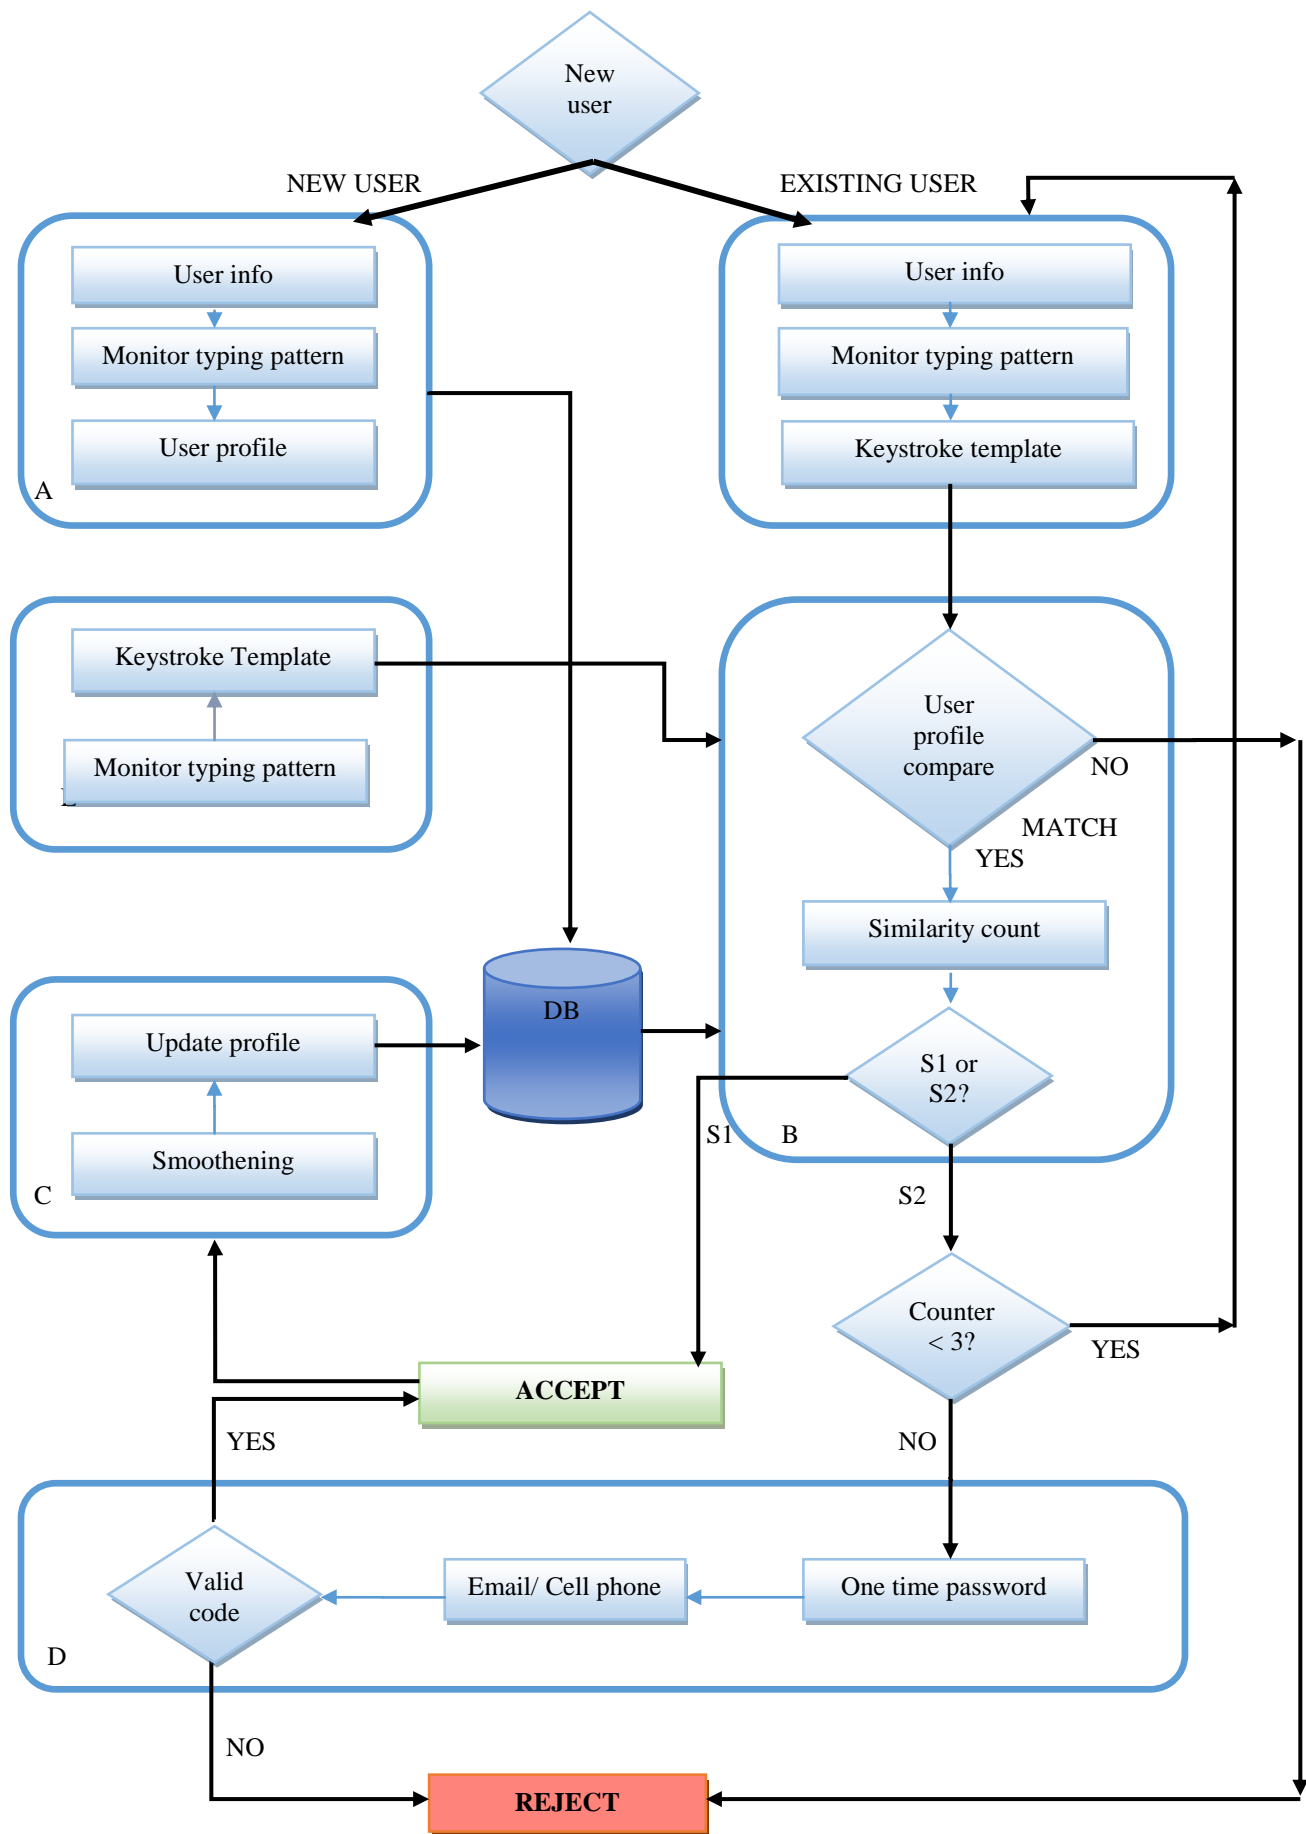 New
user
NEW USER
EXISTING USER
User info
Monitor typing pattern
User profile
A
User info
Monitor typing pattern
Keystroke template
Keystroke Template
Monitor typing pattern
User
profile
compare
NO
MATCH
YES
Similarity count
S1 or
S2?
S1
B
S2
DB
Update profile
Smoothening
C
Counter
< 3?
YES
NO
ACCEPT
YES
Valid
code
Email/ Cell phone
One time password
D
NO
REJECT